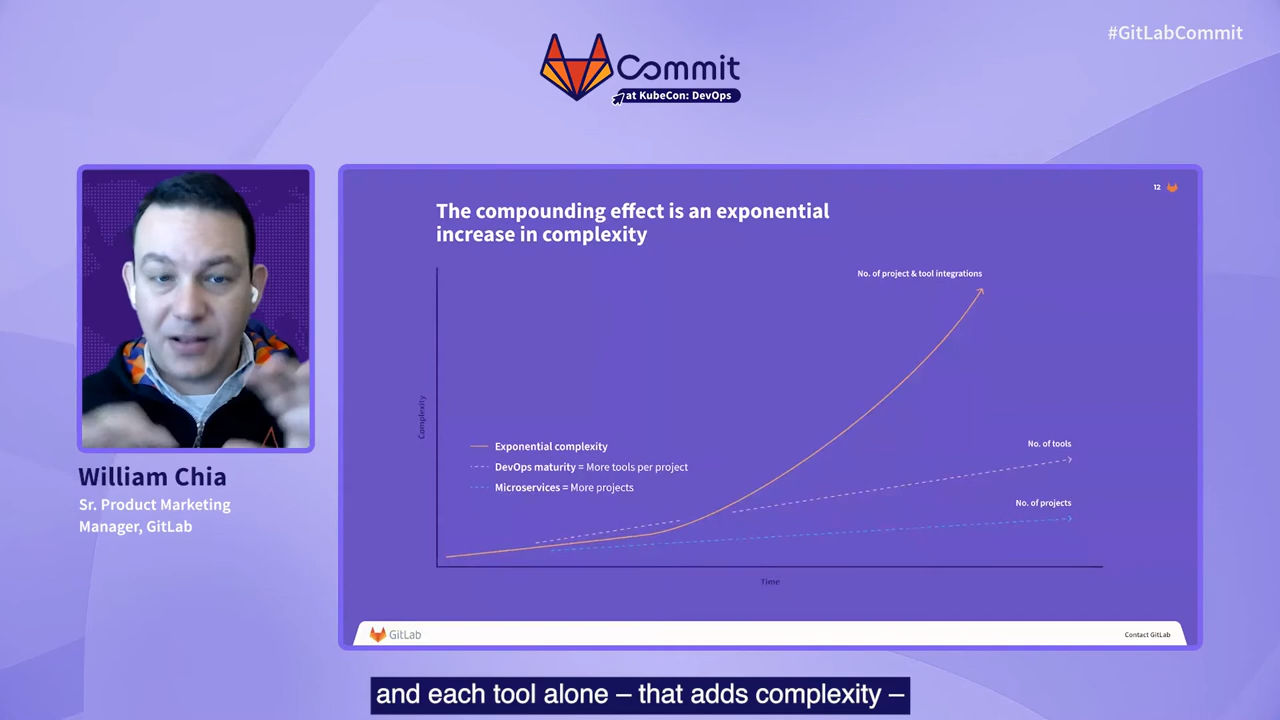 #GitLabCommit
Commit
at KubeCon: DevOps
12
The compounding effect is an exponential
increase in complexity
No. of project & tool integrations
Complexity
Exponential complexity
DevOps maturity = More tools per project
Microservices = More projects
No. of tools
No. of projects
Time
GitLab
Contact GitLab
William Chia
Sr. Product Marketing
Manager, GitLab
and each tool alone – that adds complexity –